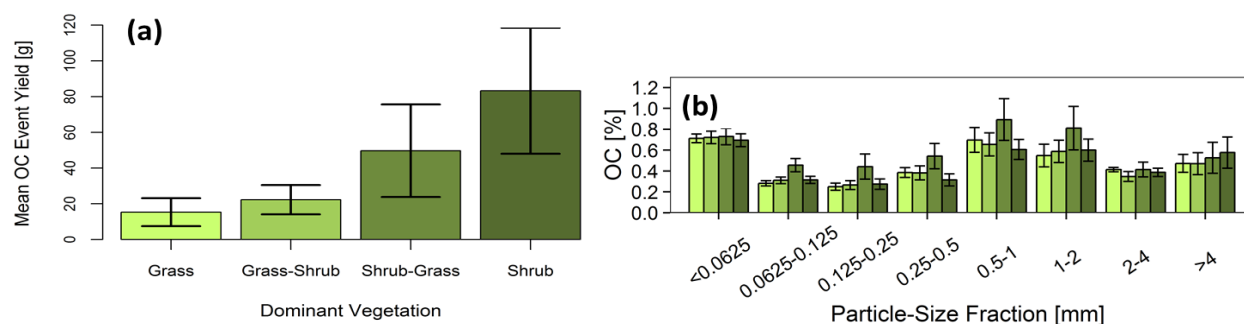 (a)
Mean OC Event Yield [g]
120
100
80
60
40
20
0
Grass Grass-Shrub Shrub-Grass Shrub
Dominant Vegetation
(b)
OC [%]
1.2
1.0
0.8
0.6
0.4
0.2
0.0
<0.0625 0.0625-0.125 0.125-0.25 0.25-0.5 0.5-1 1-2 2-4 >4
Particle-Size Fraction [mm]